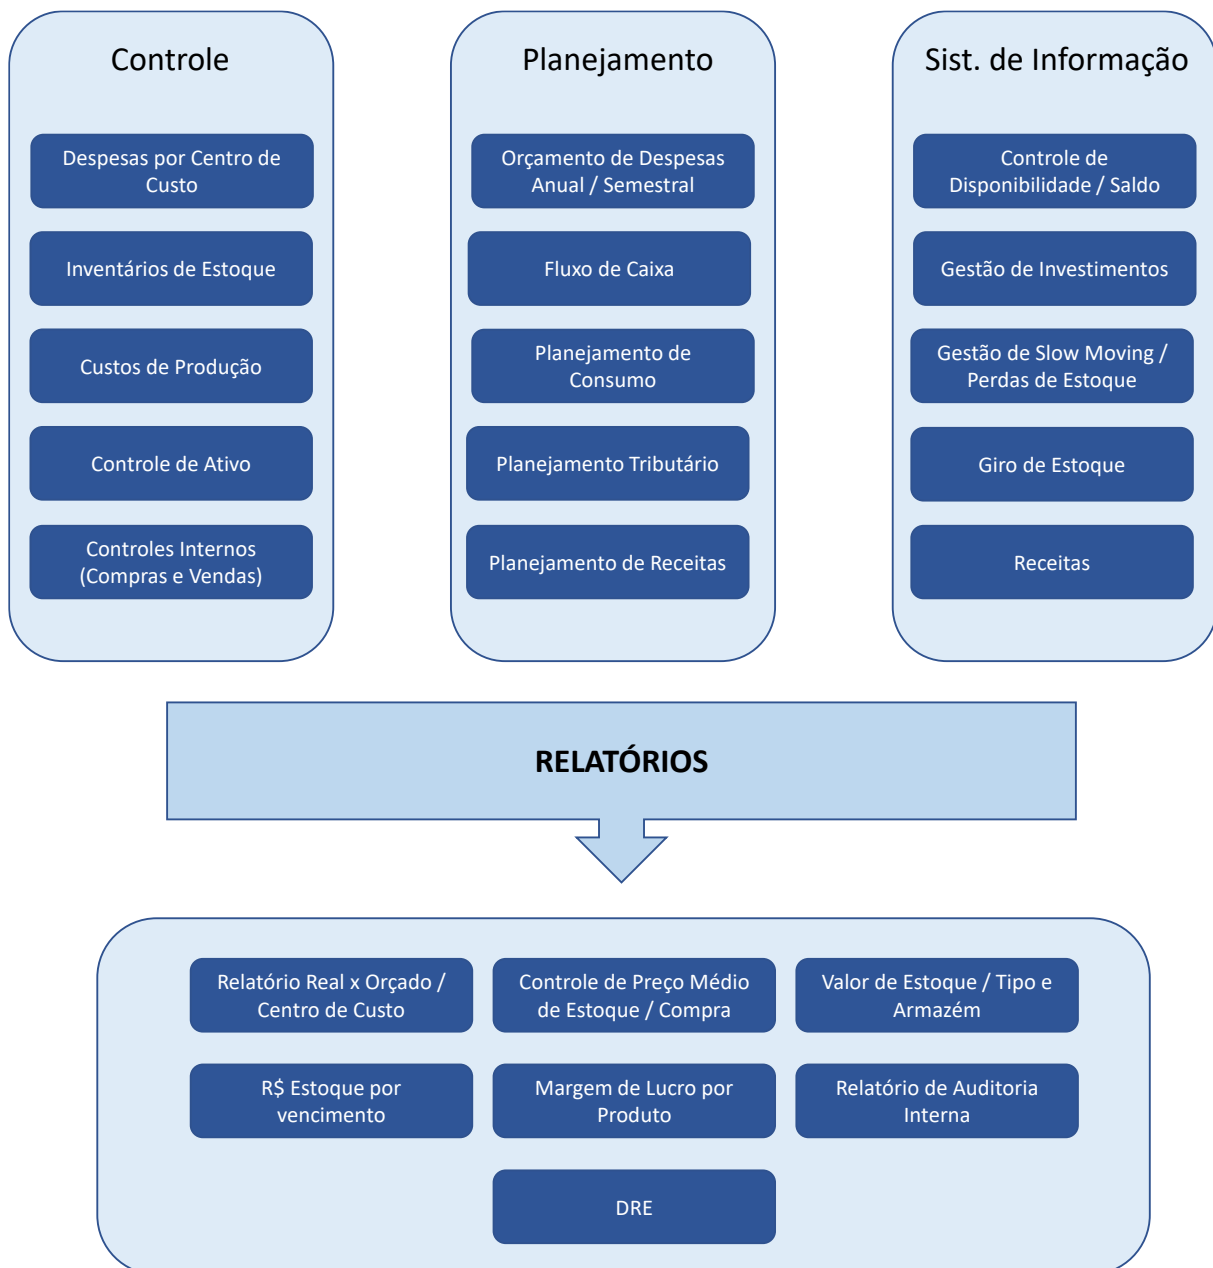 Controle
Despesas por Centro de
Custo
Inventários de Estoque
Custos de Produção
Controle de Ativo
Controles Internos
(Compras e Vendas)
Planejamento
Orçamento de Despesas
Anual / Semestral
Fluxo de Caixa
Planejamento de
Consumo
Planejamento Tributário
Planejamento de Receitas
Sist. de Informação
Controle de
Disponibilidade / Saldo
Gestão de Investimentos
Gestão de Slow Moving /
Perdas de Estoque
Giro de Estoque
Receitas
RELATÓRIOS
Relatório Real x Orçado /
Centro de Custo
Controle de Preço Médio
de Estoque / Compra
Valor de Estoque / Tipo e
Armazém
R$ Estoque por
vencimento
Margem de Lucro por
Produto
Relatório de Auditoria
Interna
DRE